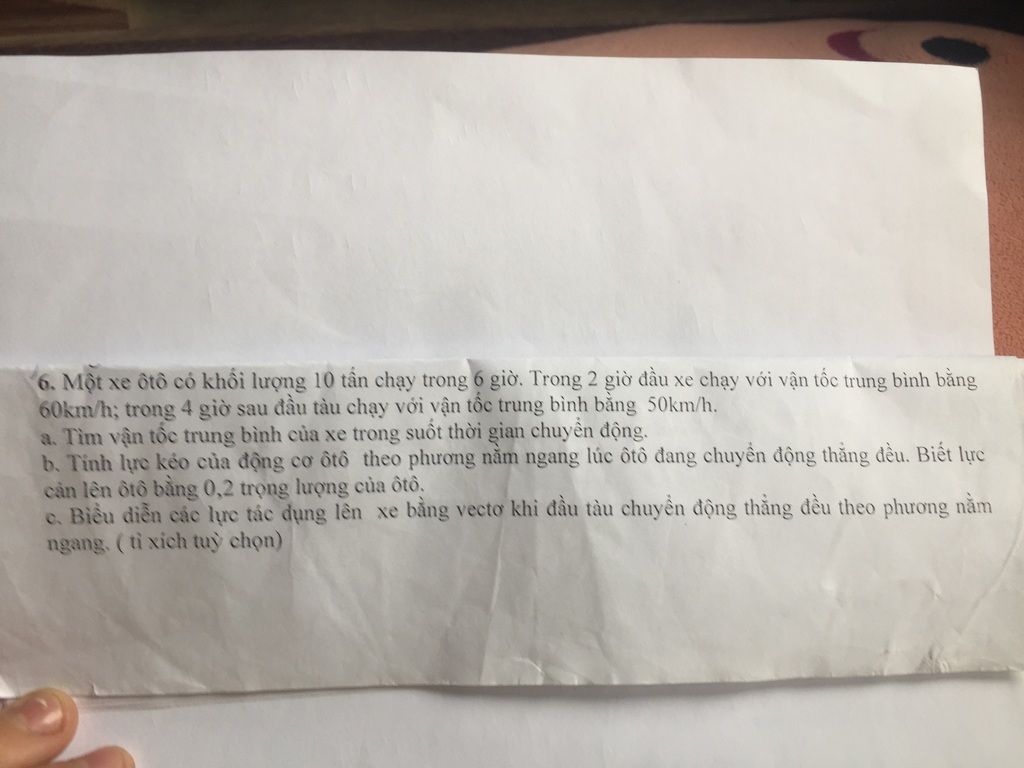 6. Một xe ôtô có khối lượng 10 tấn chạy trong 6 giờ. Trong 2 giờ đầu xe chạy với vận tốc trung bình bằng
60km/h; trong 4 giờ sau đầu tàu chạy với vận tốc trung bình bằng 50km/h.
a. Tìm vận tốc trung bình của xe trong suốt thời gian chuyển động.
b. Tính lực kéo của động cơ ôtô theo phương nằm ngang lúc ôtô đang chuyển động thẳng đều. Biết lực
cản lên ôtô bằng 0,2 trọng lượng của ôtô.
c. Biểu diễn các lực tác dụng lên xe bằng vectơ khi đầu tàu chuyển động thẳng đều theo phương nằm
ngang. ( tỉ xích tuỳ chọn)